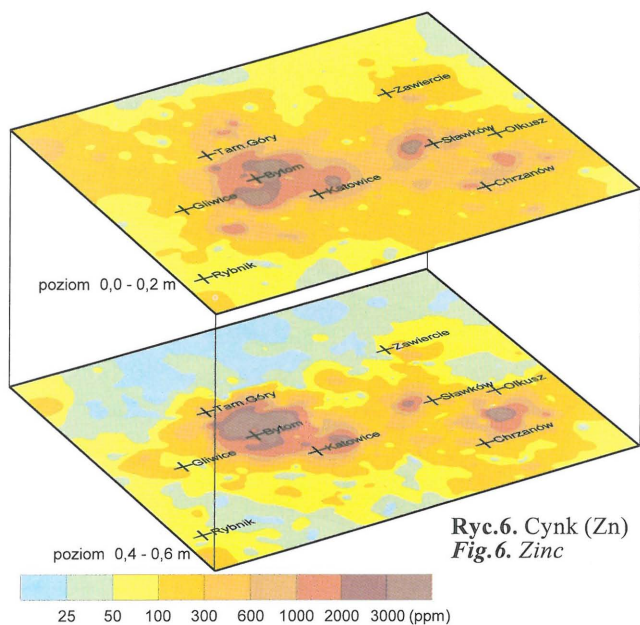 Zawiercie
Sławków
Olkusz
Tarn.Góry
Bytom
Katowice
Chrzanów
Gliwice
Rybnik
poziom 0,0 - 0,2 m
Zawiercie
Tarn.Góry
Sławków
Olkusz
Bytom
Katowice
Chrzanów
Gliwice
Rybnik
poziom 0,4 - 0,6 m
Ryc.6. Cynk (Zn)
Fig.6. Zinc
25 50 100 300 600 1000 2000 3000 (ppm)